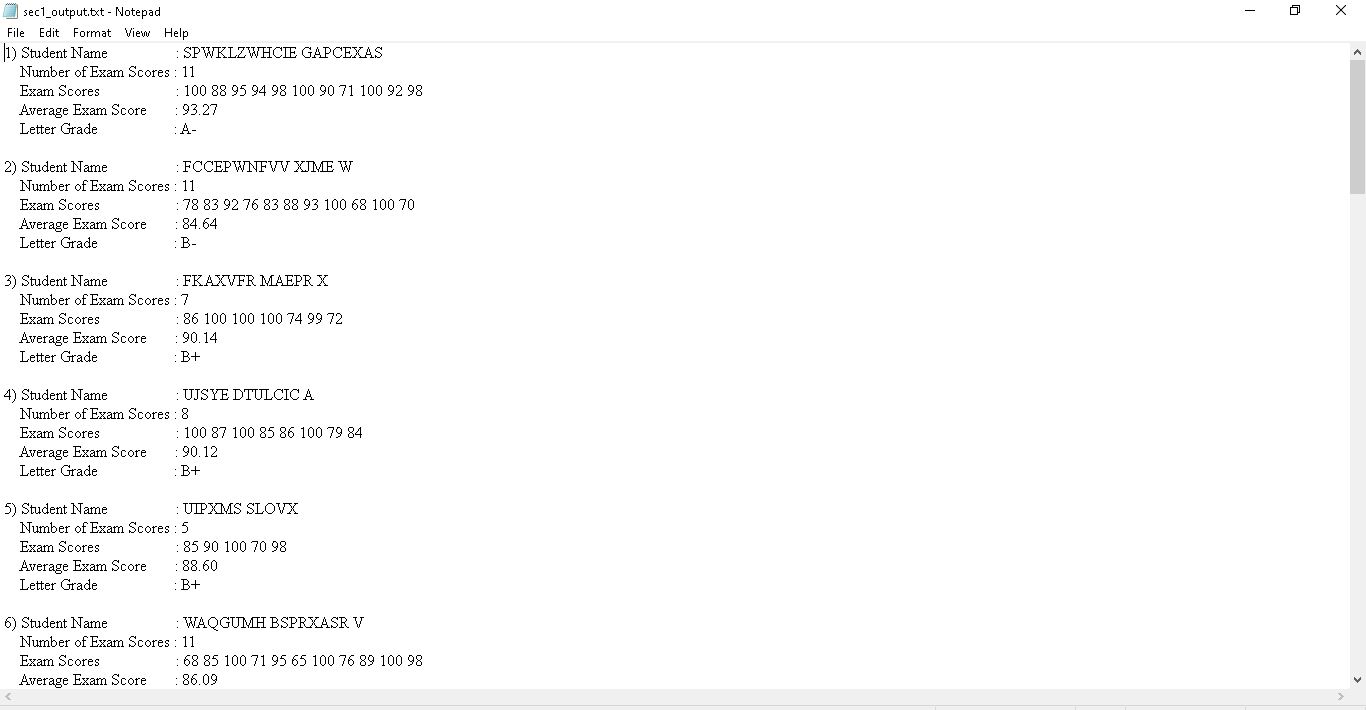 sec1_output.txt - Notepad
File Edit Format View Help
1) Student Name : SPWKLZWHCIE GAPCEXAS
Number of Exam Scores : 11
Exam Scores : 100 88 95 94 98 100 90 71 100 92 98
Average Exam Score : 93.27
Letter Grade : A-
2) Student Name : FCCEPWNFVV XJME W
Number of Exam Scores : 11
Exam Scores : 78 83 92 76 83 88 93 100 68 100 70
Average Exam Score : 84.64
Letter Grade : B-
3) Student Name : FKAXVFR MAEPR X
Number of Exam Scores : 7
Exam Scores : 86 100 100 100 74 99 72
Average Exam Score : 90.14
Letter Grade : B+
4) Student Name : UJSYE DTULCIC A
Number of Exam Scores : 8
Exam Scores : 100 87 100 85 86 100 79 84
Average Exam Score : 90.12
Letter Grade : B+
5) Student Name : UIPXMS SLOVX
Number of Exam Scores : 5
Exam Scores : 85 90 100 70 98
Average Exam Score : 88.60
Letter Grade : B+
6) Student Name : WAQGUMH BSPRXASR V
Number of Exam Scores : 11
Exam Scores : 68 85 100 71 95 65 100 76 89 100 98
Average Exam Score : 86.09